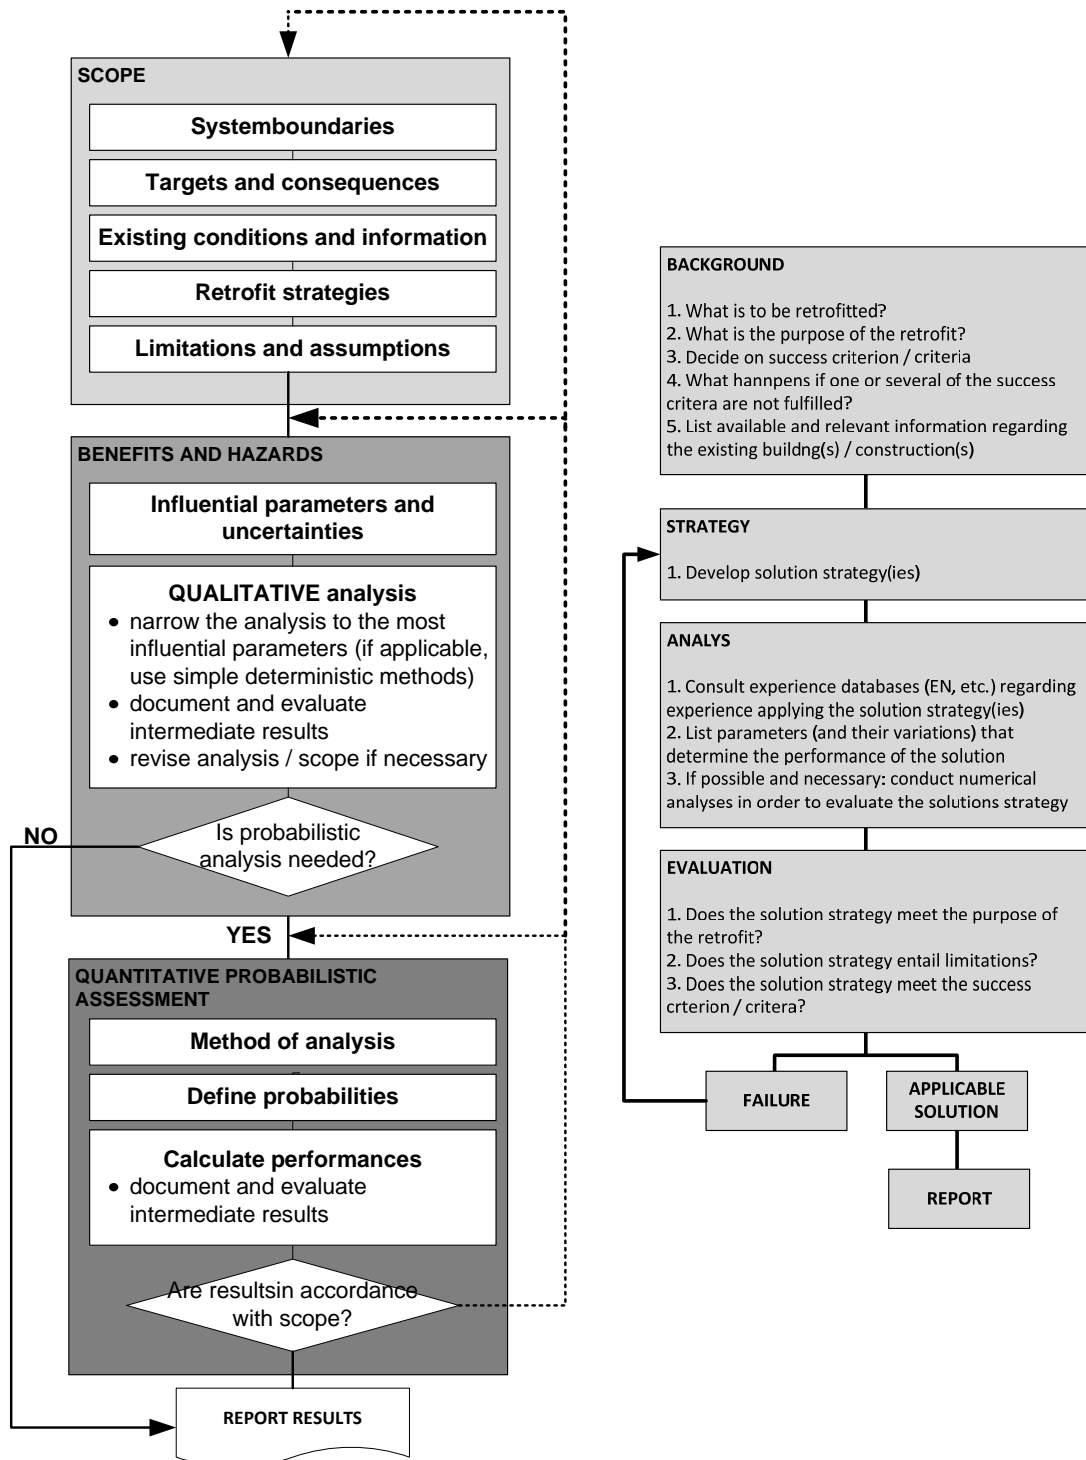 SCOPE
Systemboundaries
Targets and consequences
Existing conditions and information
Retrofit strategies
Limitations and assumptions
BENEFITS AND HAZARDS
Influential parameters and
uncertainties
QUALITATIVE analysis
• narrow the analysis to the most
influential parameters (if applicable,
use simple deterministic methods)
• document and evaluate
intermediate results
• revise analysis / scope if necessary
NO
Is probabilistic
analysis needed?
YES
QUANTITATIVE PROBABILISTIC
ASSESSMENT
Method of analysis
Define probabilities
Calculate performances
• document and evaluate
intermediate results
Are resultsin accordance
with scope?
REPORT RESULTS
BACKGROUND
1. What is to be retrofitted?
2. What is the purpose of the retrofit?
3. Decide on success criterion / criteria
4. What hannpens if one or several of the success
critera are not fulfilled?
5. List available and relevant information regarding
the existing buildng(s) / construction(s)
STRATEGY
1. Develop solution strategy(ies)
ANALYS
1. Consult experience databases (EN, etc.) regarding
experience applying the solution strategy(ies)
2. List parameters (and their variations) that
determine the performance of the solution
3. If possible and necessary: conduct numerical
analyses in order to evaluate the solutions strategy
EVALUATION
1. Does the solution strategy meet the purpose of
the retrofit?
2. Does the solution strategy entail limitations?
3. Does the solution strategy meet the success
crterion / critera?
FAILURE
APPLICABLE
SOLUTION
REPORT